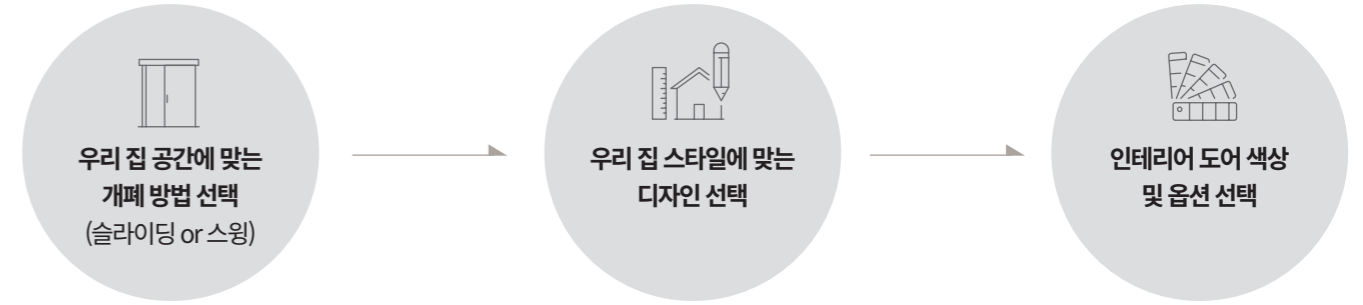 우리 집 공간에 맞는
개폐 방법 선택
(슬라이딩 or 스윙)
우리 집 스타일에 맞는
디자인 선택
인테리어 도어 색상
및 옵션 선택